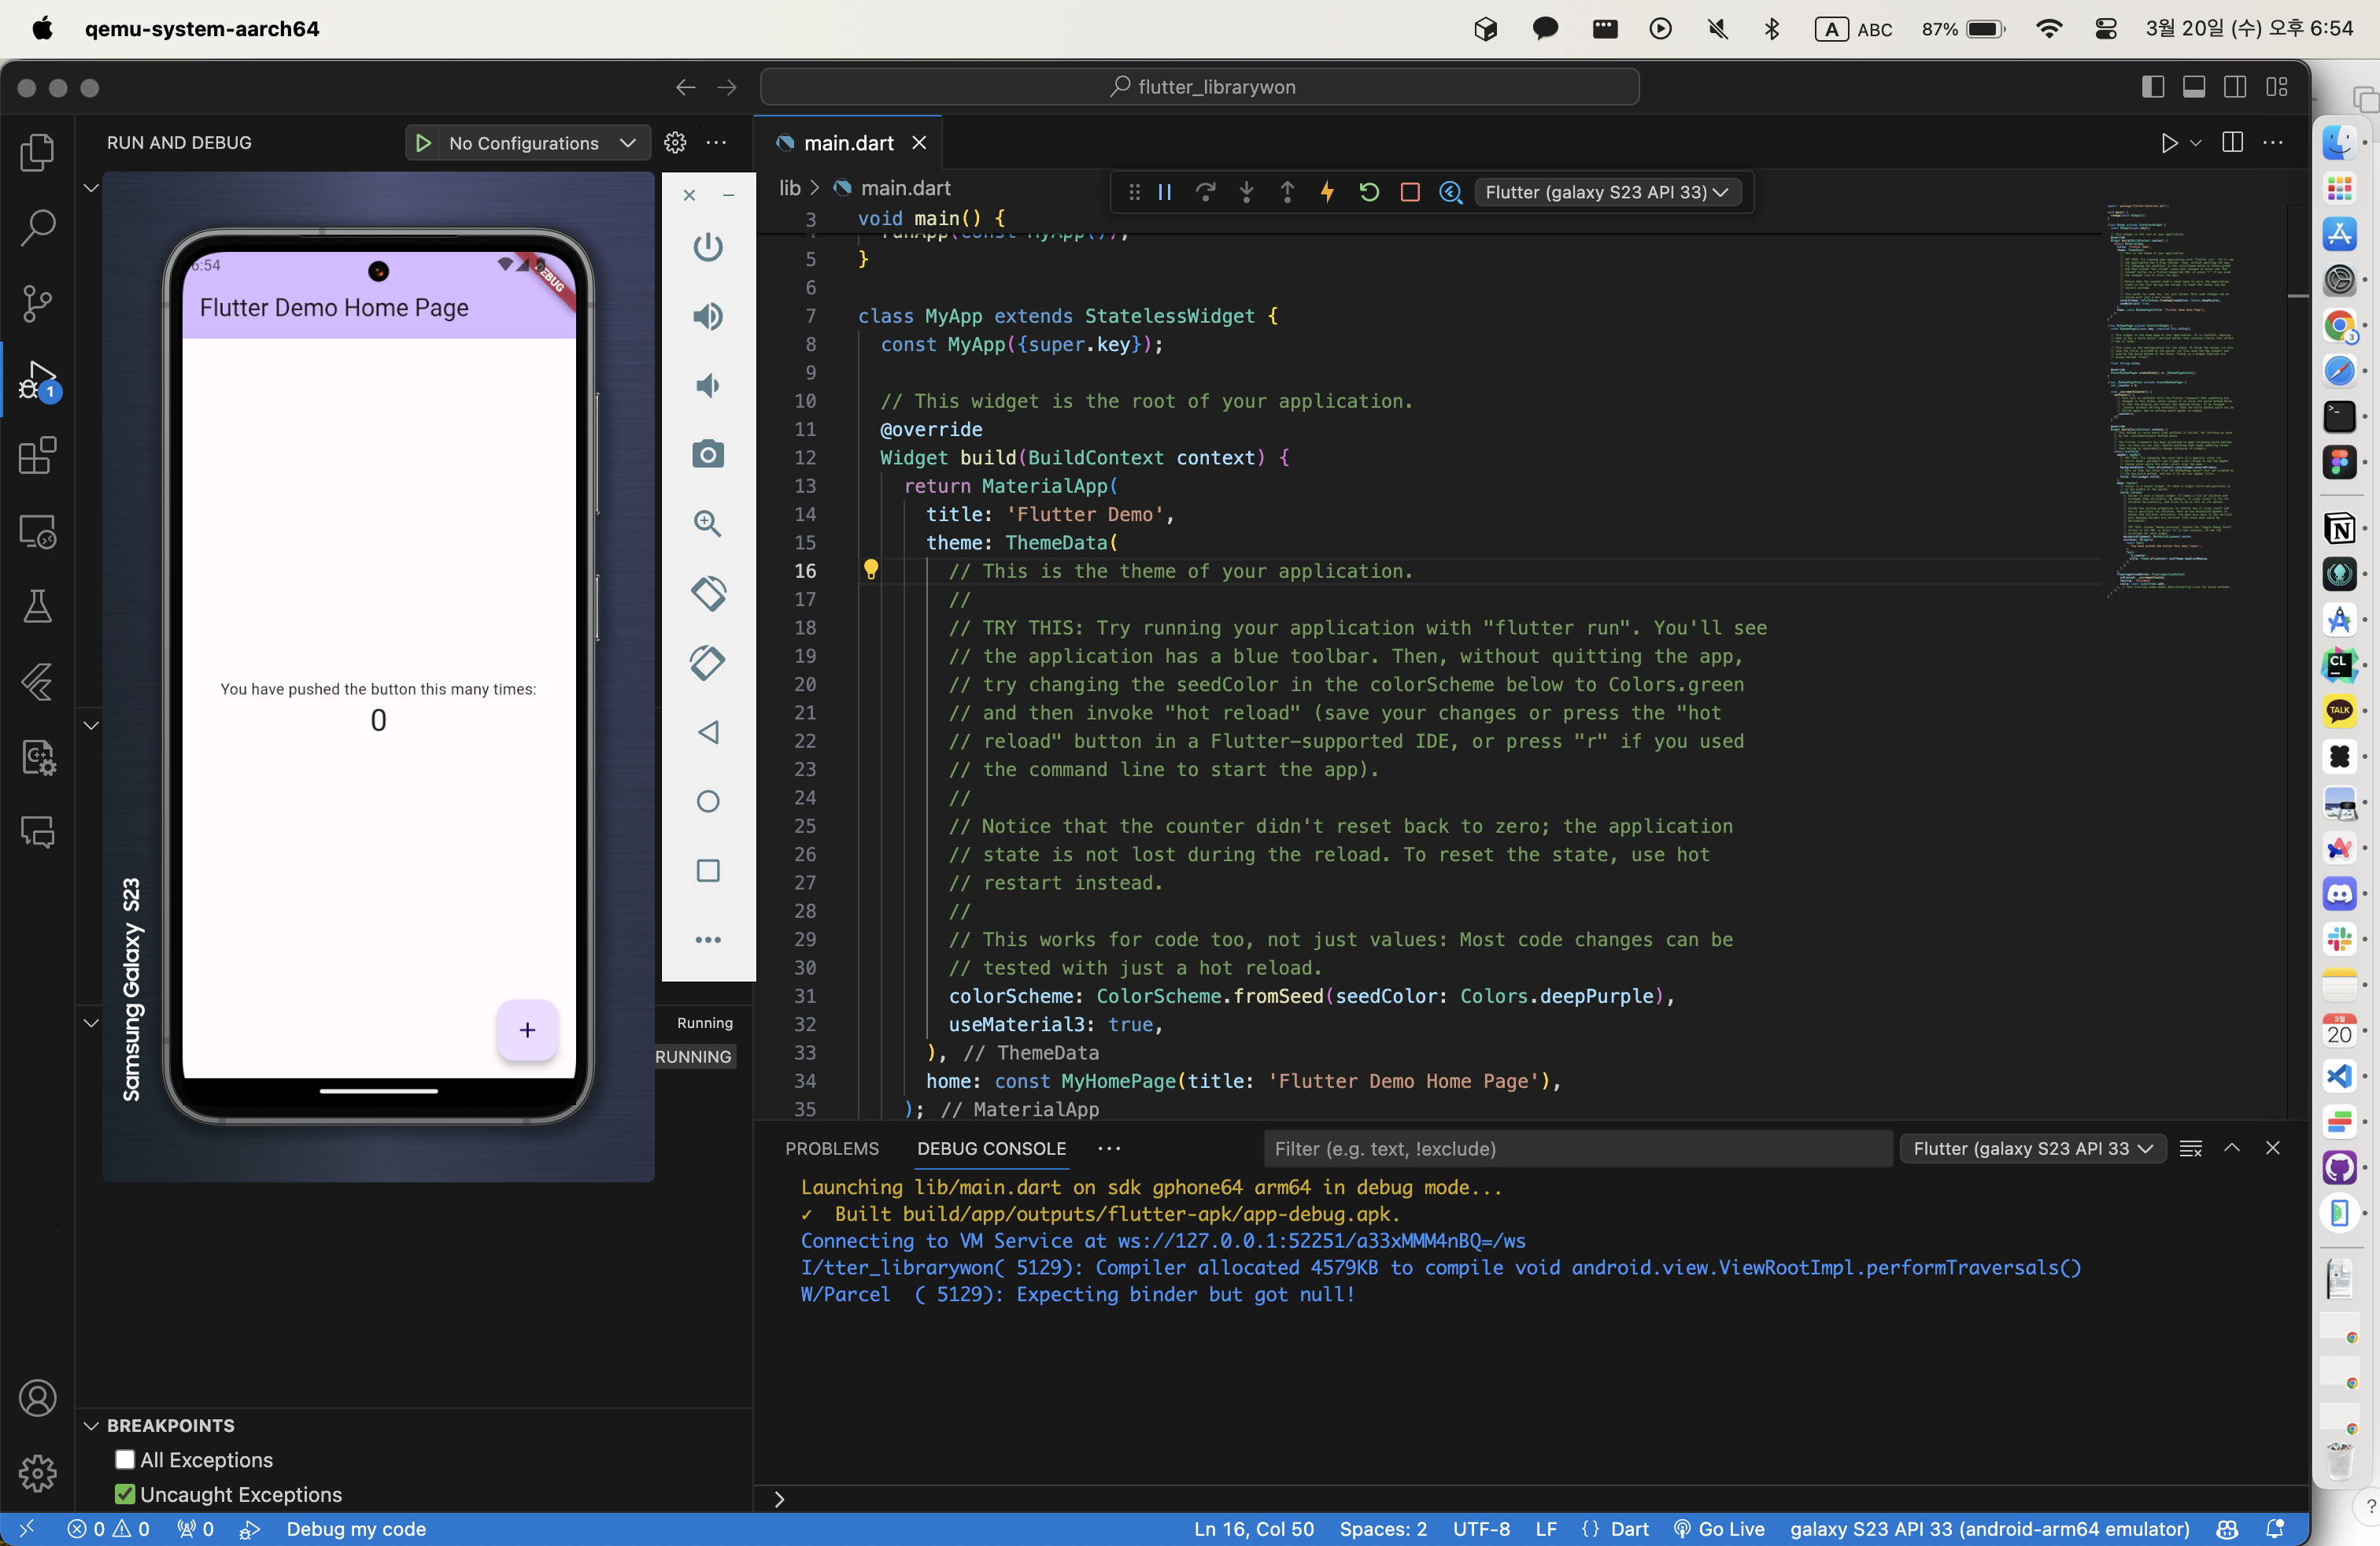 qemu-system-aarch64
A ABC 87% 3월 20일 (수) 오후 6:54
flutter_librarywon
RUN AND DEBUG No Configurations
main.dart
lib main.dart
Flutter (galaxy S23 API 33)
6:54
DEBUG
Flutter Demo Home Page
You have pushed the button this many times:
0
+
Samsung Galaxy S23
1
Running
RUNNING
3 void main() {
runApp(const MyApp());
5 }
6
7 class MyApp extends StatelessWidget {
8 const MyApp({super.key});
9
10 // This widget is the root of your application.
11 @override
12 Widget build(BuildContext context) {
13 return MaterialApp(
14 title: 'Flutter Demo',
15 theme: ThemeData(
16 // This is the theme of your application.
17 //
18 // TRY THIS: Try running your application with "flutter run". You'll see
19 // the application has a blue toolbar. Then, without quitting the app,
20 // try changing the seedColor in the colorScheme below to Colors.green
21 // and then invoke "hot reload" (save your changes or press the "hot
22 // reload" button in a Flutter-supported IDE, or press "r" if you used
23 // the command line to start the app).
24 //
25 // Notice that the counter didn't reset back to zero; the application
26 // state is not lost during the reload. To reset the state, use hot
27 // restart instead.
28 //
29 // This works for code too, not just values: Most code changes can be
30 // tested with just a hot reload.
31 colorScheme: ColorScheme.fromSeed(seedColor: Colors.deepPurple),
32 useMaterial3: true,
33 ), // ThemeData
34 home: const MyHomePage(title: 'Flutter Demo Home Page'),
35 ); // MaterialApp
PROBLEMS DEBUG CONSOLE Filter (e.g. text, !exclude) Flutter (galaxy S23 API 33
Launching lib/main.dart on sdk gphone64 arm64 in debug mode...
✓ Built build/app/outputs/flutter-apk/app-debug.apk.
Connecting to VM Service at ws://127.0.0.1:52251/a33xMMM4nBQ=/ws
I/tter_librarywon( 5129): Compiler allocated 4579KB to compile void android.view.ViewRootImpl.performTraversals()
W/Parcel ( 5129): Expecting binder but got null!
BREAKPOINTS
All Exceptions
Uncaught Exceptions
0 0 0 Debug my code Ln 16, Col 50 Spaces: 2 UTF-8 LF {} Dart Go Live galaxy S23 API 33 (android-arm64 emulator)
3
CL
TALK
3월
20
?